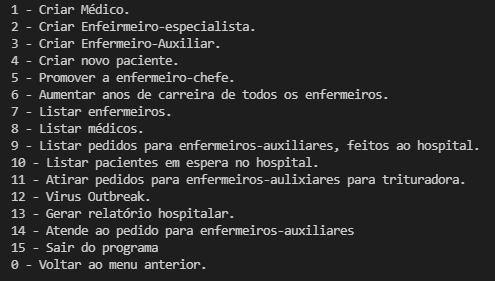 1 - Criar Médico.
2 - Criar Enfeirmeiro-especialista.
3 - Criar Enfermeiro-Auxiliar.
4 - Criar novo paciente.
5 - Promover a enfermeiro-chefe.
6 - Aumentar anos de carreira de todos os enfermeiros.
7 - Listar enfermeiros.
8 - Listar médicos.
9 - Listar pedidos para enfermeiros-auxiliares, feitos ao hospital.
10 - Listar pacientes em espera no hospital.
11 - Atirar pedidos para enfermeiros-aulixiares para trituradora.
12 - Virus Outbreak.
13 - Gerar relatório hospitalar.
14 - Atende ao pedido para enfermeiros-auxiliares
15 - Sair do programa
0 - Voltar ao menu anterior.